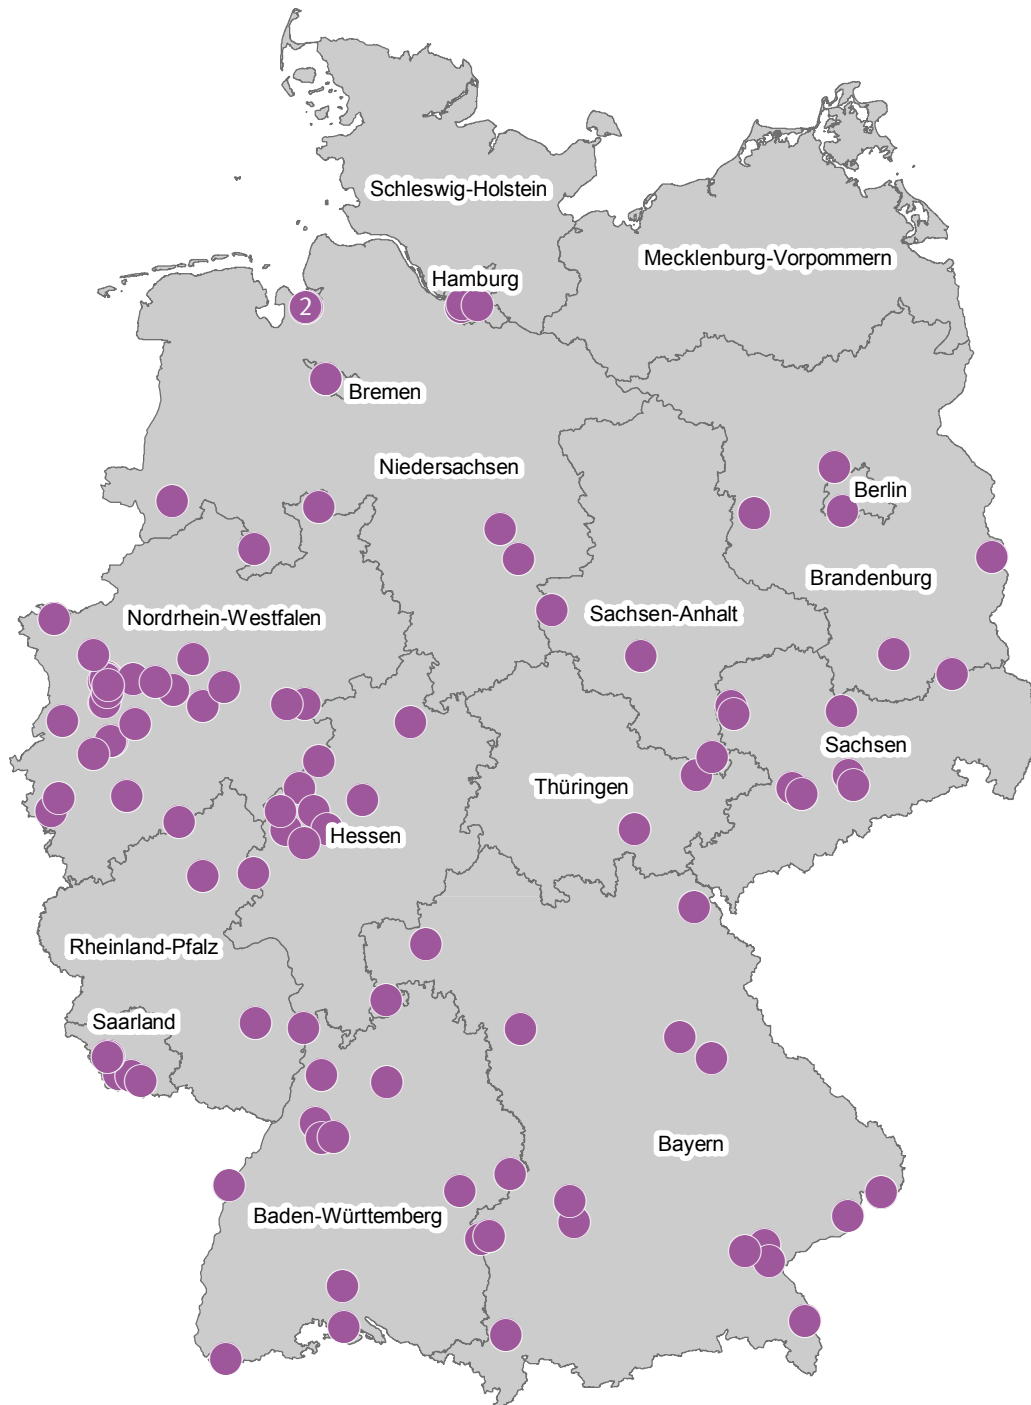 Schleswig-Holstein
Mecklenburg-Vorpommern
Hamburg
2
Bremen
Niedersachsen
Berlin
Brandenburg
Sachsen-Anhalt
Nordrhein-Westfalen
Sachsen
Thüringen
Hessen
Rheinland-Pfalz
Saarland
Bayern
Baden-Württemberg